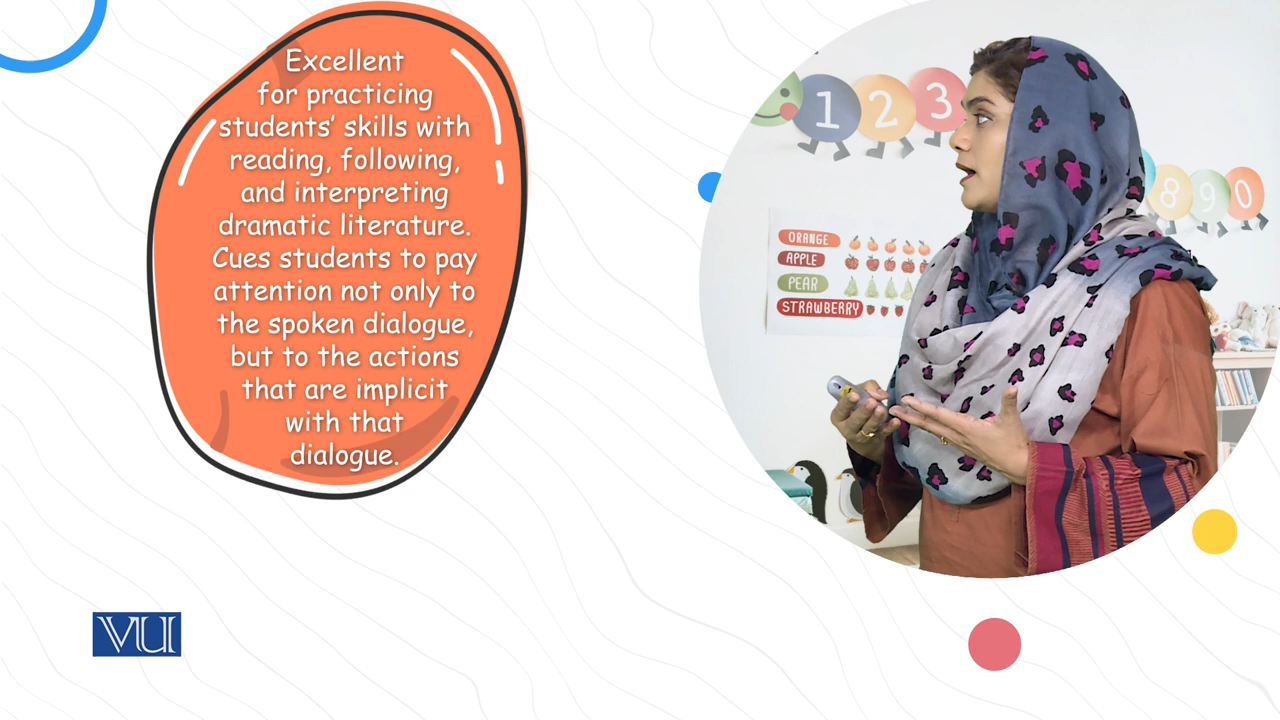 Excellent
for practicing
students' skills with
reading, following,
and interpreting
dramatic literature.
Cues students to pay
attention not only to
the spoken dialogue,
but to the actions
that are implicit
with that
dialogue.
1 2 3
8 9 0
ORANGE
APPLE
PEAR
STRAWBERRY
VU